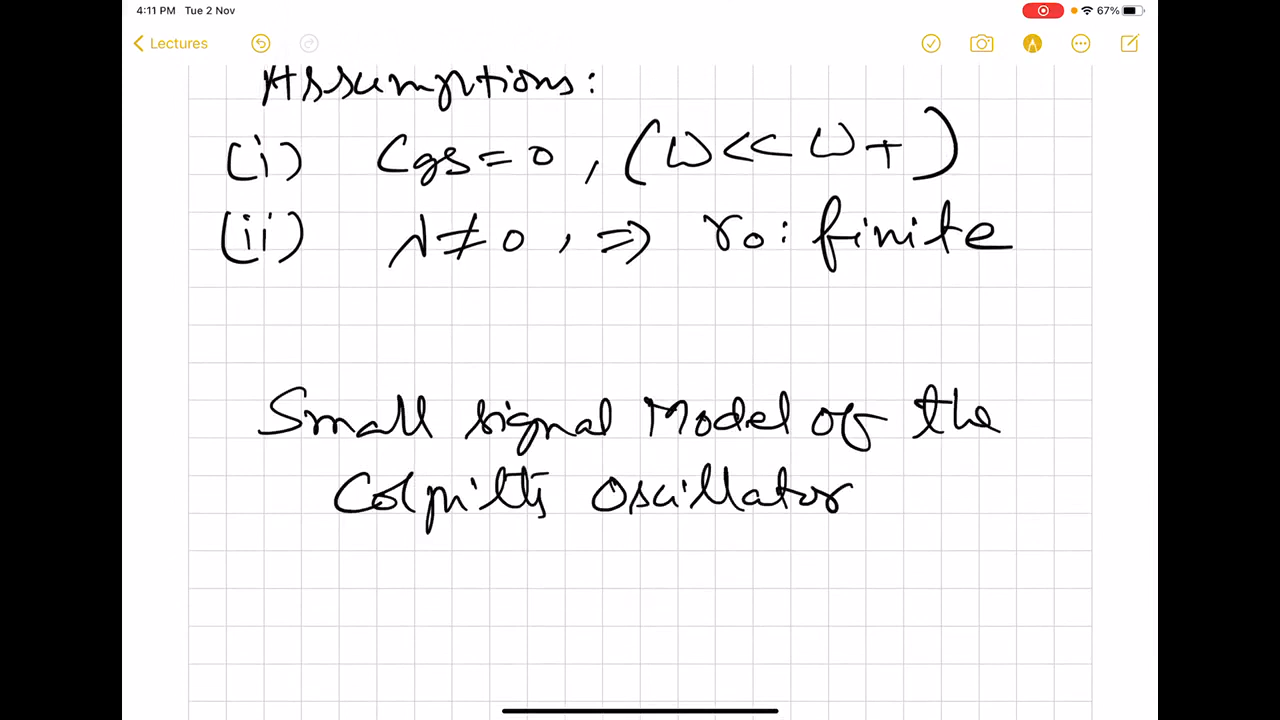 4:11 PM Tue 2 Nov
67%
Lectures
Assumptions:
(i) Cgs = 0, (ω << ωT)
(ii) λ ≠ 0, => ro : finite
Small signal Model of the
Colpitts Oscillator